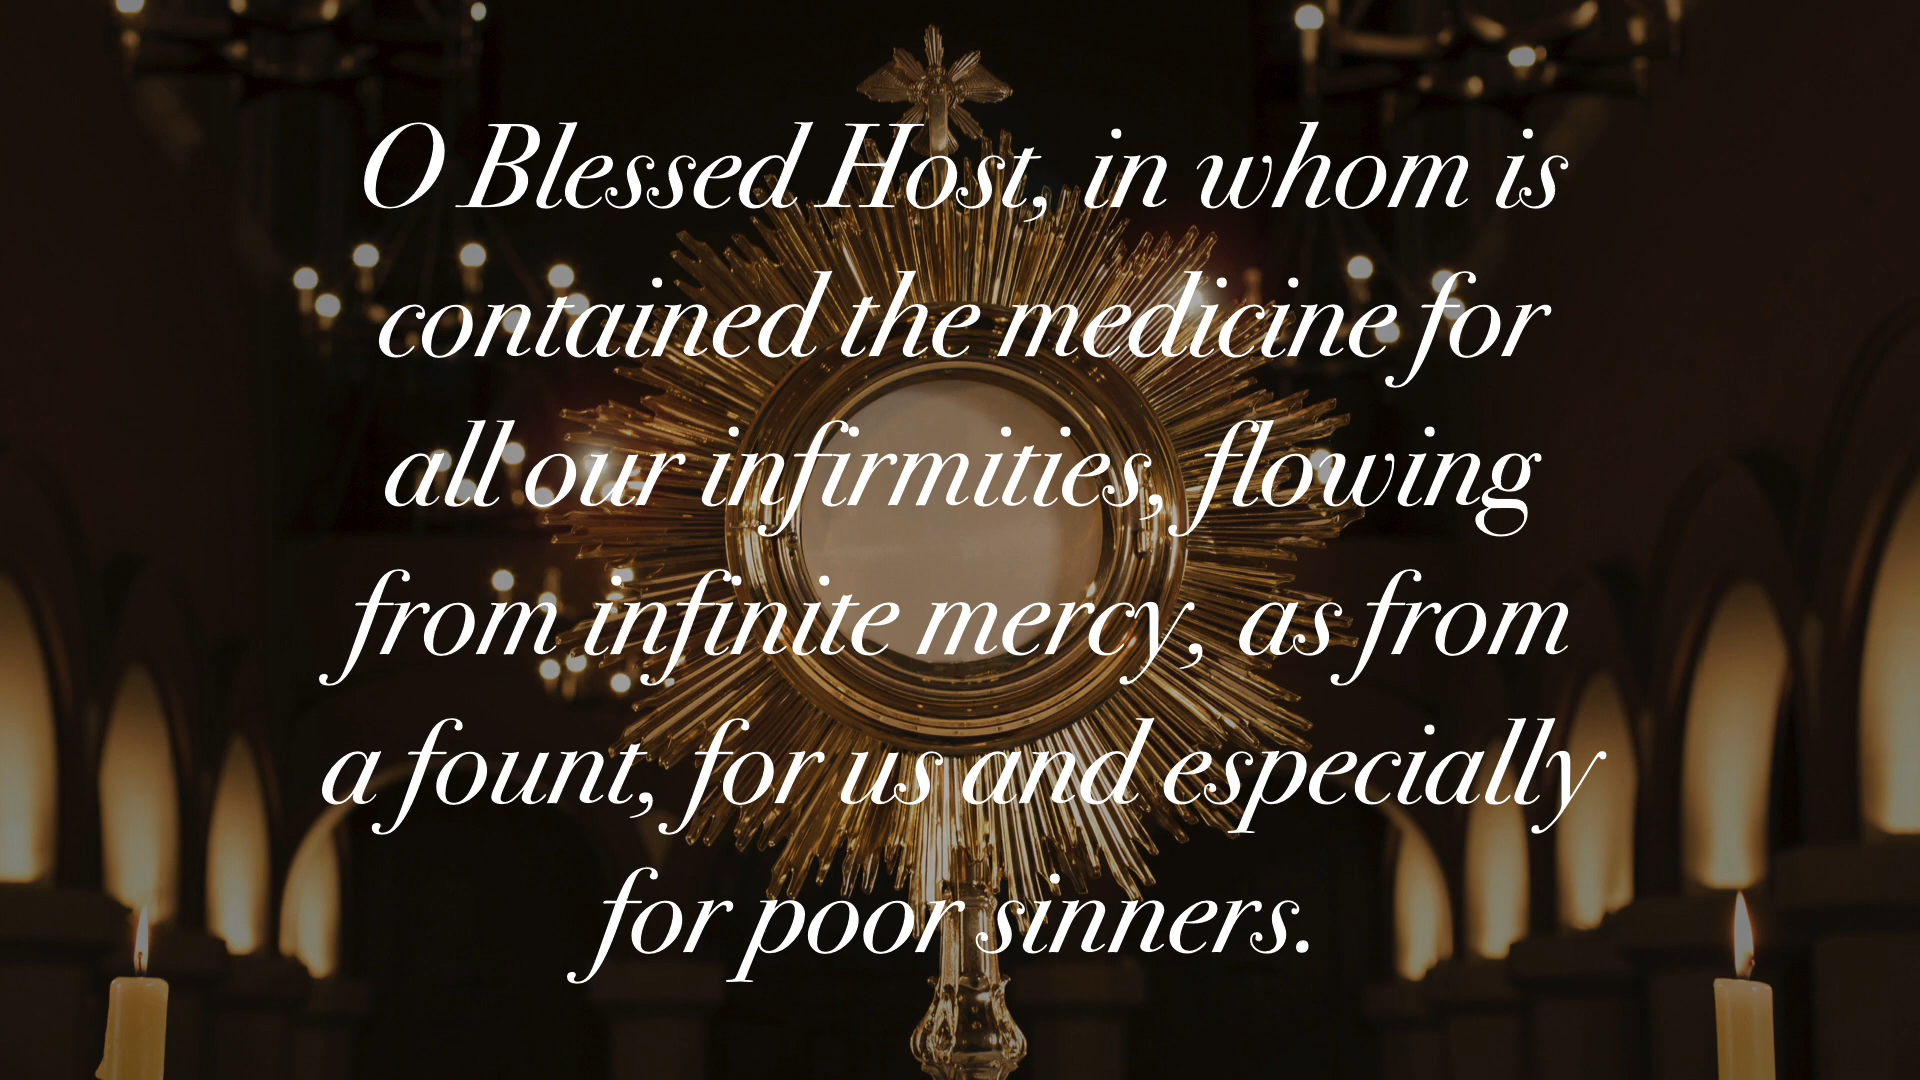 O Blessed Host, in whom is
contained the medicine for
all our infirmities, flowing
from infinite mercy, as from
a fount, for us and especially
for poor sinners.